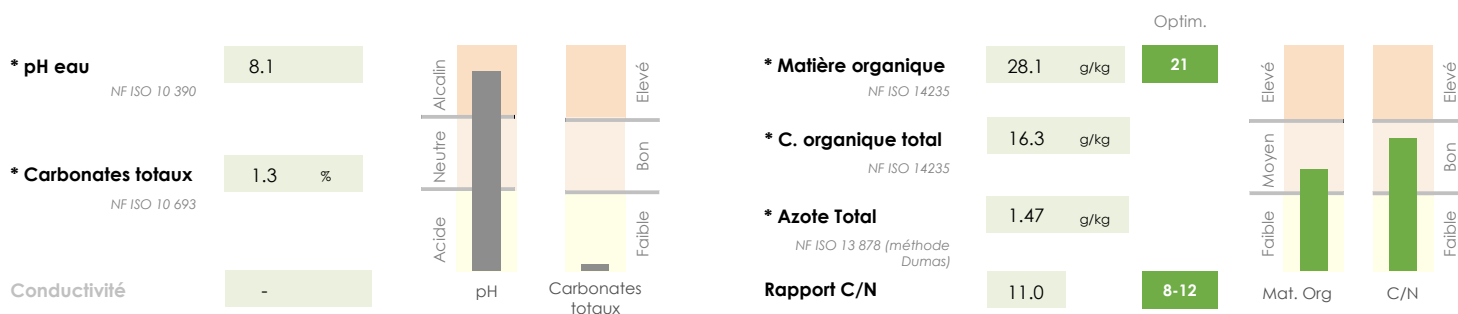 Optim.
* pH eau 8.1
NF ISO 10 390
* Carbonates totaux 1.3 %
NF ISO 10 693
Conductivité -
Alcalin
Neutre
Acide
Elevé
Bon
Faible
pH
Carbonates
totaux
* Matière organique 28.1 g/kg 21
NF ISO 14235
* C. organique total 16.3 g/kg
NF ISO 14235
* Azote Total 1.47 g/kg
NF ISO 13 878 (méthode
Dumas)
Rapport C/N 11.0 8-12
Elevé
Moyen
Faible
Elevé
Bon
Faible
Mat. Org
C/N